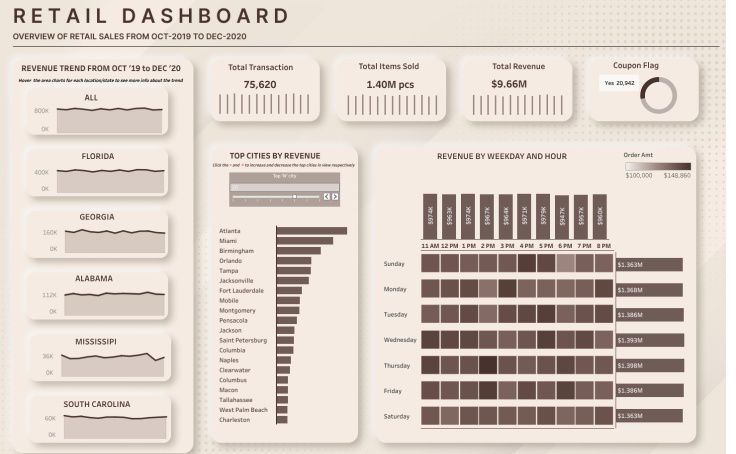 RETAIL DASHBOARD
OVERVIEW OF RETAIL SALES FROM OCT-2019 TO DEC-2020
REVENUE TREND FROM OCT '19 to DEC '20
Hover the area charts for each location/state to see more info about the trend
ALL
800K
0K
FLORIDA
400K
0K
GEORGIA
160K
0K
ALABAMA
112K
0K
MISSISSIPI
36K
0K
SOUTH CAROLINA
60K
0K
Total Transaction
75,620
Total Items Sold
1.40M pcs
Total Revenue
$9.66M
Coupon Flag
Yes 20,942
TOP CITIES BY REVENUE
Click the < and > to increase and decrease the top cities in view respectively
Top 'N' city
Atlanta
Miami
Birmingham
Orlando
Tampa
Jacksonville
Fort Lauderdale
Mobile
Montgomery
Pensacola
Jackson
Saint Petersburg
Columbia
Naples
Clearwater
Columbus
Macon
Tallahassee
West Palm Beach
Charleston
REVENUE BY WEEKDAY AND HOUR
Order Amt
$100,000 $148,860
$974K $963K $974K $967K $964K $971K $979K $947K $957K $960K
11 AM 12 PM 1 PM 2 PM 3 PM 4 PM 5 PM 6 PM 7 PM 8 PM
Sunday $1.363M
Monday $1.368M
Tuesday $1.386M
Wednesday $1.393M
Thursday $1.398M
Friday $1.386M
Saturday $1.363M